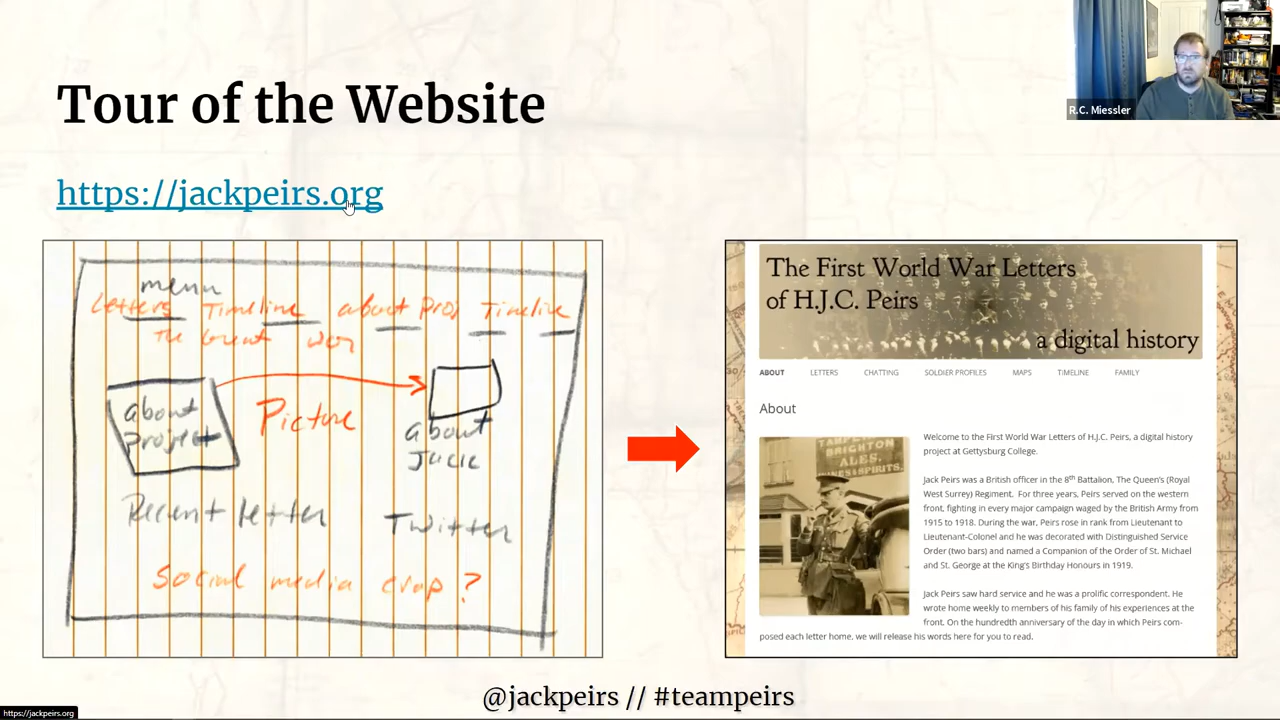 Tour of the Website
R.C. Miessler
https://jackpeirs.org
menu
Letters Timeline about Proj Timeline
The Great War
about
project
Picture
about
Jack
Recent letter
Twitter
Social media crap?
The First World War Letters
of H.J.C. Peirs
a digital history
ABOUT LETTERS CHATTING SOLDIER PROFILES MAPS TIMELINE FAMILY
About
BRIGHTON
ALES.
WINES&SPIRITS.
Welcome to the First World War Letters of H.J.C. Peirs, a digital history
project at Gettysburg College.
Jack Peirs was a British officer in the 8th Battalion, The Queen's (Royal
West Surrey) Regiment. For three years, Peirs served on the western
front, fighting in every major campaign waged by the British Army from
1915 to 1918. During the war, Peirs rose in rank from Lieutenant to
Lieutenant-Colonel and he was decorated with Distinguished Service
Order (two bars) and named a Companion of the Order of St. Michael
and St. George at the King's Birthday Honours in 1919.
Jack Peirs saw hard service and he was a prolific correspondent. He
wrote home weekly to members of his family of his experiences at the
front. On the hundredth anniversary of the day in which Peirs com-
posed each letter home, we will release his words here for you to read.
@jackpeirs // #teampeirs
https://jackpeirs.org